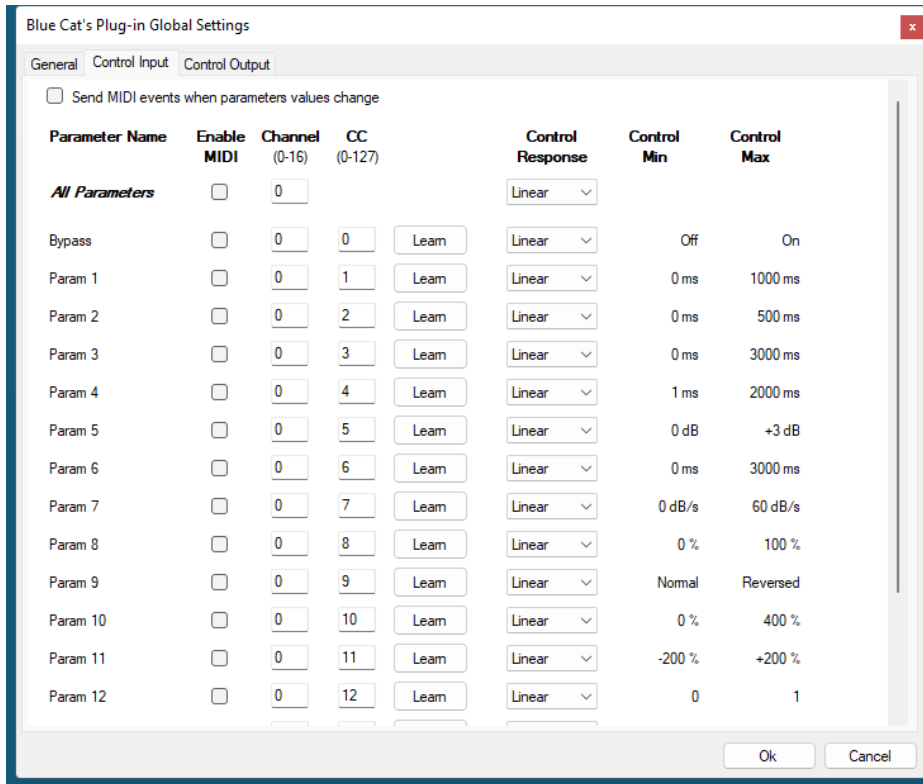 Blue Cat's Plug-in Global Settings
x
General Control Input Control Output
Send MIDI events when parameters values change
Parameter Name Enable Channel CC Control Control Control
MIDI (0-16) (0-127) Response Min Max
All Parameters 0 Linear
Bypass 0 0 Learn Linear Off On
Param 1 0 1 Learn Linear 0 ms 1000 ms
Param 2 0 2 Learn Linear 0 ms 500 ms
Param 3 0 3 Learn Linear 0 ms 3000 ms
Param 4 0 4 Learn Linear 1 ms 2000 ms
Param 5 0 5 Learn Linear 0 dB +3 dB
Param 6 0 6 Learn Linear 0 ms 3000 ms
Param 7 0 7 Learn Linear 0 dB/s 60 dB/s
Param 8 0 8 Learn Linear 0 % 100 %
Param 9 0 9 Learn Linear Normal Reversed
Param 10 0 10 Learn Linear 0 % 400 %
Param 11 0 11 Learn Linear -200 % +200 %
Param 12 0 12 Learn Linear 0 1
Ok Cancel